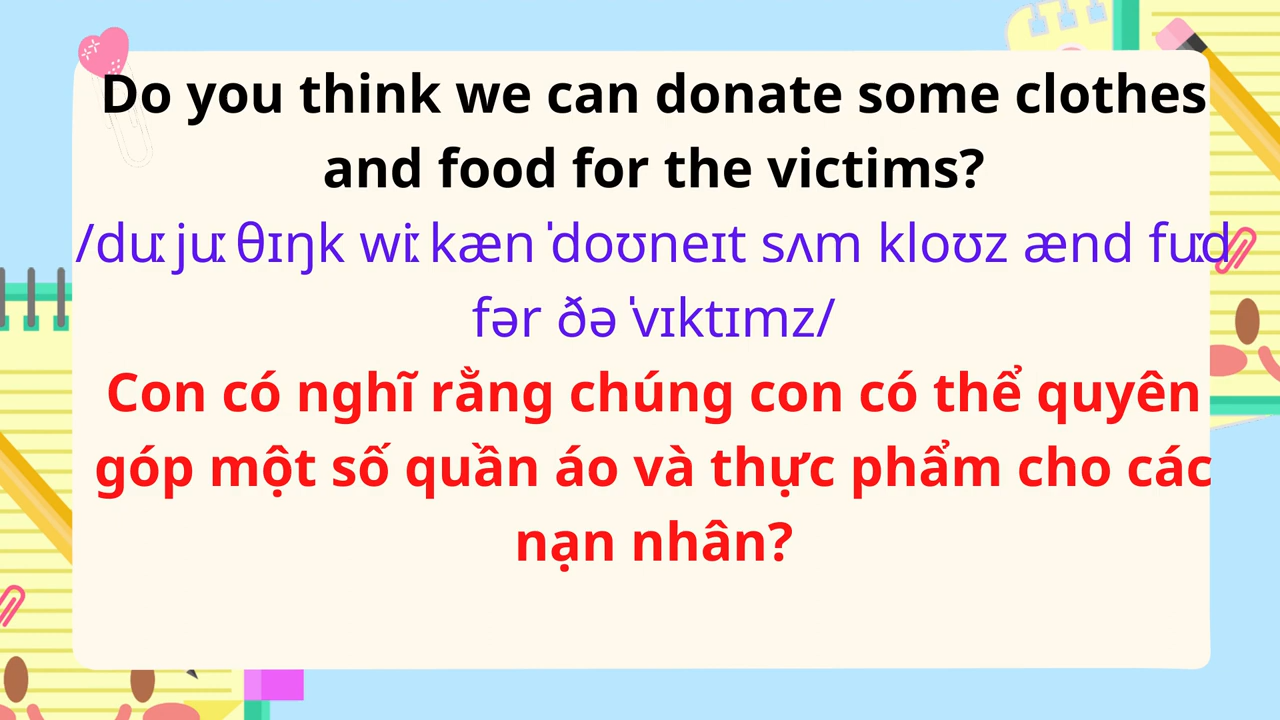 Do you think we can donate some clothes
and food for the victims?
/duː juː θɪŋk wiː kæn ˈdoʊneɪt sʌm kloʊz ænd fuːd
fər ðə ˈvɪktɪmz/
Con có nghĩ rằng chúng con có thể quyên
góp một số quần áo và thực phẩm cho các
nạn nhân?